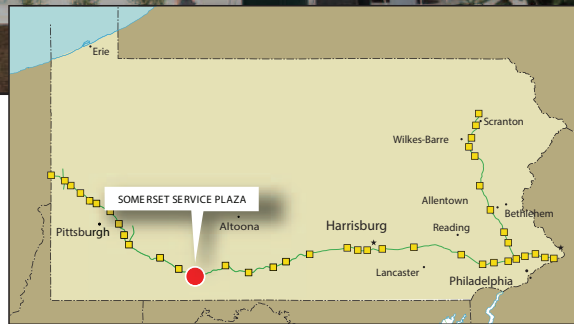 Erie
Scranton
Wilkes-Barre
SOMERSET SERVICE PLAZA
Allentown
Bethlehem
Pittsburgh
Altoona
Harrisburg
Reading
Lancaster
Philadelphia